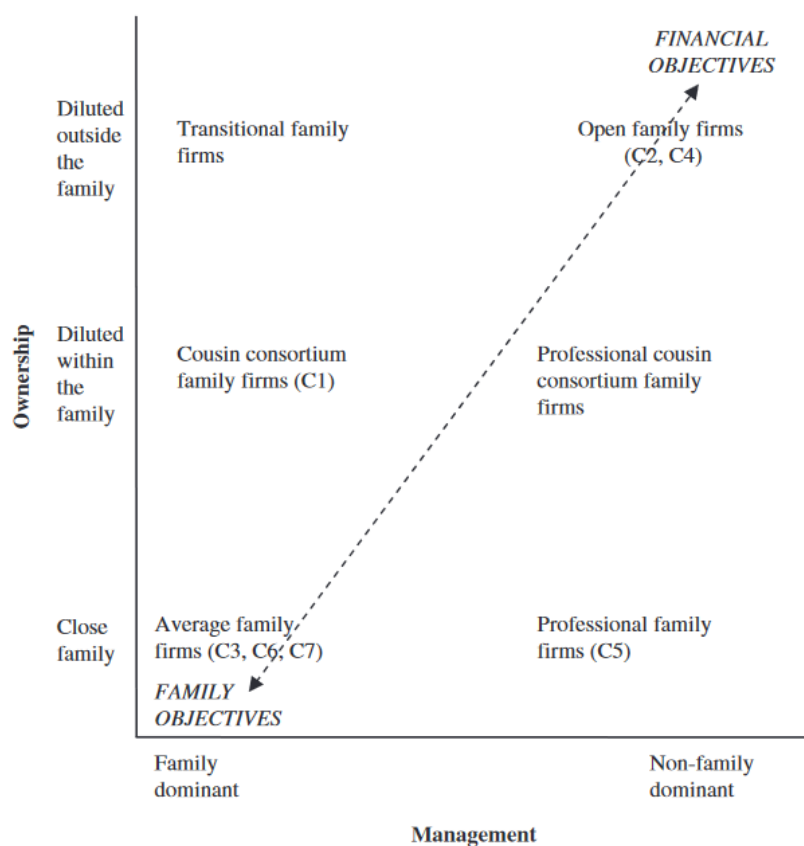 FINANCIAL
OBJECTIVES
Diluted
outside
the
family
Transitional family
firms
Open family firms
(C2, C4)
Ownership
Diluted
within
the
family
Cousin consortium
family firms (C1)
Professional cousin
consortium family
firms
Close
family
Average family
firms (C3, C6, C7)
Professional family
firms (C5)
FAMILY
OBJECTIVES
Family
dominant
Non-family
dominant
Management